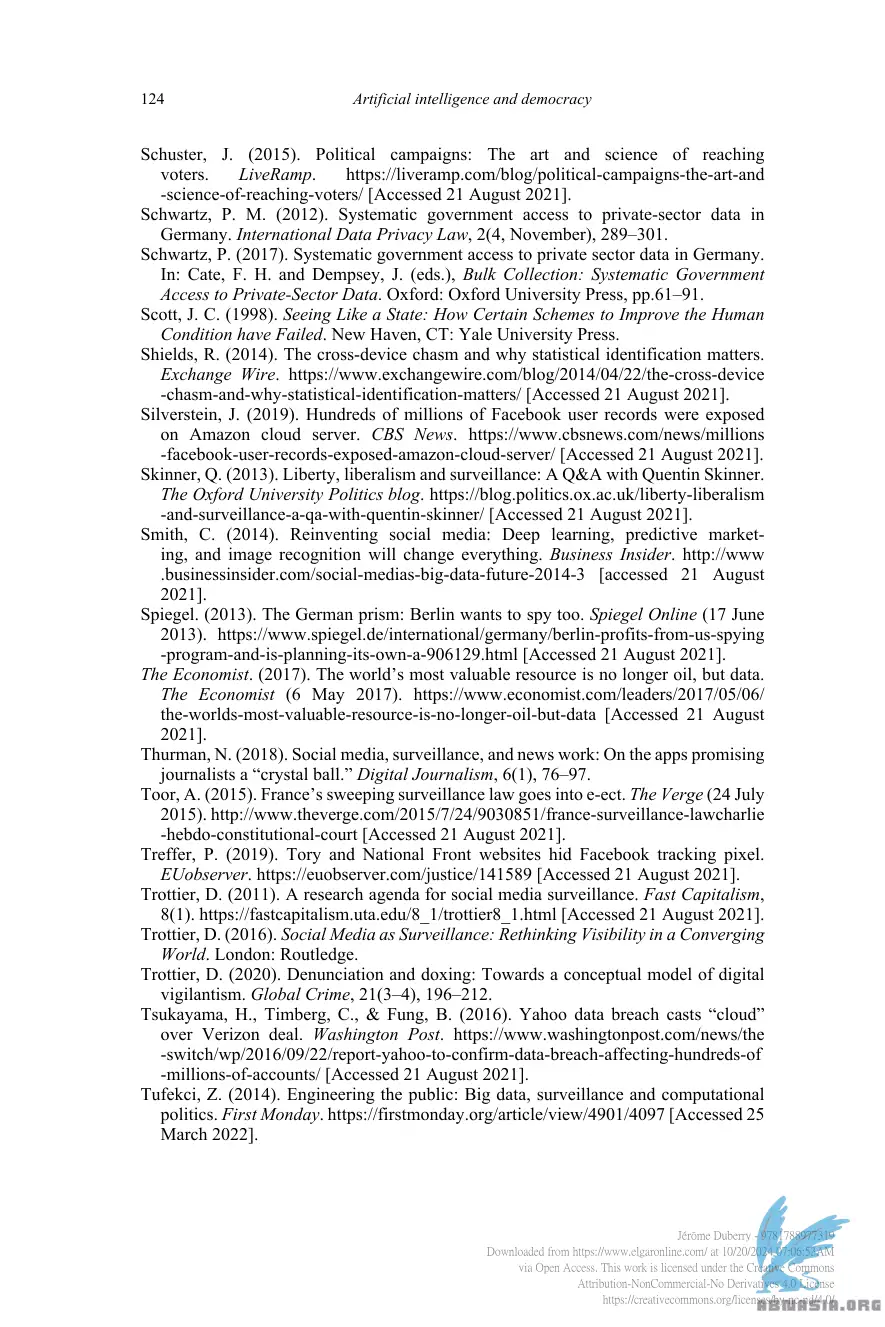 124 Artificial intelligence and democracy
Schuster, J. (2015). Political campaigns: The art and science of reaching
voters. LiveRamp. https://liveramp.com/blog/political-campaigns-the-art-and
-science-of-reaching-voters/ [Accessed 21 August 2021].
Schwartz, P. M. (2012). Systematic government access to private-sector data in
Germany. International Data Privacy Law, 2(4, November), 289–301.
Schwartz, P. (2017). Systematic government access to private sector data in Germany.
In: Cate, F. H. and Dempsey, J. (eds.), Bulk Collection: Systematic Government
Access to Private-Sector Data. Oxford: Oxford University Press, pp.61–91.
Scott, J. C. (1998). Seeing Like a State: How Certain Schemes to Improve the Human
Condition have Failed. New Haven, CT: Yale University Press.
Shields, R. (2014). The cross-device chasm and why statistical identification matters.
Exchange Wire. https://www.exchangewire.com/blog/2014/04/22/the-cross-device
-chasm-and-why-statistical-identification-matters/ [Accessed 21 August 2021].
Silverstein, J. (2019). Hundreds of millions of Facebook user records were exposed
on Amazon cloud server. CBS News. https://www.cbsnews.com/news/millions
-facebook-user-records-exposed-amazon-cloud-server/ [Accessed 21 August 2021].
Skinner, Q. (2013). Liberty, liberalism and surveillance: A Q&A with Quentin Skinner.
The Oxford University Politics blog. https://blog.politics.ox.ac.uk/liberty-liberalism
-and-surveillance-a-qa-with-quentin-skinner/ [Accessed 21 August 2021].
Smith, C. (2014). Reinventing social media: Deep learning, predictive market-
ing, and image recognition will change everything. Business Insider. http://www
.businessinsider.com/social-medias-big-data-future-2014-3 [accessed 21 August
2021].
Spiegel. (2013). The German prism: Berlin wants to spy too. Spiegel Online (17 June
2013). https://www.spiegel.de/international/germany/berlin-profits-from-us-spying
-program-and-is-planning-its-own-a-906129.html [Accessed 21 August 2021].
The Economist. (2017). The world’s most valuable resource is no longer oil, but data.
The Economist (6 May 2017). https://www.economist.com/leaders/2017/05/06/
the-worlds-most-valuable-resource-is-no-longer-oil-but-data [Accessed 21 August
2021].
Thurman, N. (2018). Social media, surveillance, and news work: On the apps promising
journalists a “crystal ball.” Digital Journalism, 6(1), 76–97.
Toor, A. (2015). France’s sweeping surveillance law goes into e-ect. The Verge (24 July
2015). http://www.theverge.com/2015/7/24/9030851/france-surveillance-lawcharlie
-hebdo-constitutional-court [Accessed 21 August 2021].
Treffer, P. (2019). Tory and National Front websites hid Facebook tracking pixel.
EUobserver. https://euobserver.com/justice/141589 [Accessed 21 August 2021].
Trottier, D. (2011). A research agenda for social media surveillance. Fast Capitalism,
8(1). https://fastcapitalism.uta.edu/8_1/trottier8_1.html [Accessed 21 August 2021].
Trottier, D. (2016). Social Media as Surveillance: Rethinking Visibility in a Converging
World. London: Routledge.
Trottier, D. (2020). Denunciation and doxing: Towards a conceptual model of digital
vigilantism. Global Crime, 21(3–4), 196–212.
Tsukayama, H., Timberg, C., & Fung, B. (2016). Yahoo data breach casts “cloud”
over Verizon deal. Washington Post. https://www.washingtonpost.com/news/the
-switch/wp/2016/09/22/report-yahoo-to-confirm-data-breach-affecting-hundreds-of
-millions-of-accounts/ [Accessed 21 August 2021].
Tufekci, Z. (2014). Engineering the public: Big data, surveillance and computational
politics. First Monday. https://firstmonday.org/article/view/4901/4097 [Accessed 25
March 2022].
Jérôme Duberry - 9781788977319
Downloaded from https://www.elgaronline.com/ at 10/20/2024 07:06:52AM
via Open Access. This work is licensed under the Creative Commons
Attribution-NonCommercial-No Derivatives 4.0 License
https://creativecommons.org/licenses/by-nc-nd/4.0/
ABTWASIA.ORG